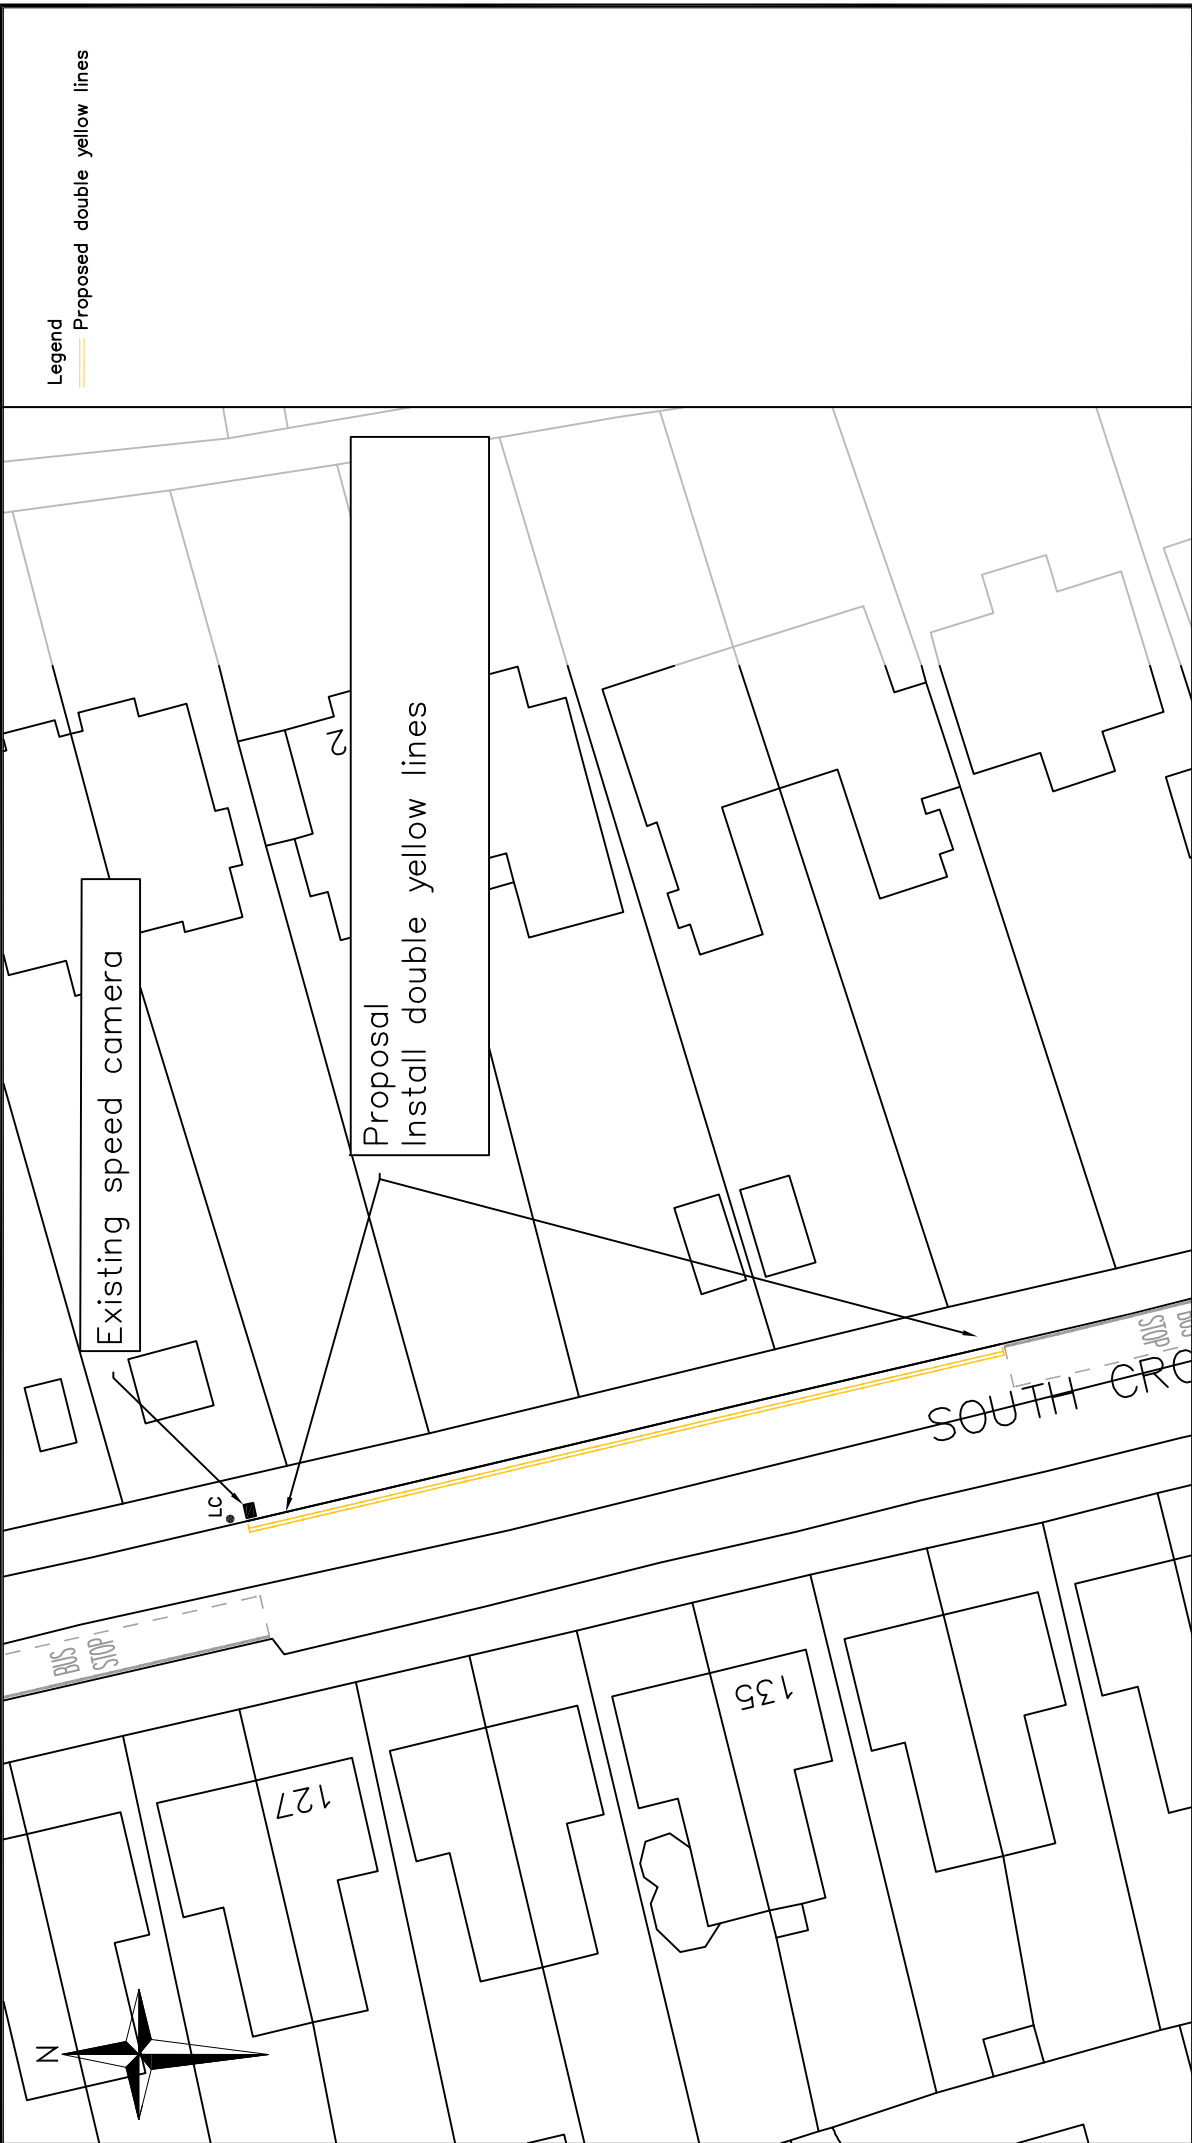 Legend
Proposed double yellow lines
Existing speed camera
Proposal
Install double yellow lines
2
LC
BUS
STOP
BUS
STOP
SOUTH CRO
127
135
N